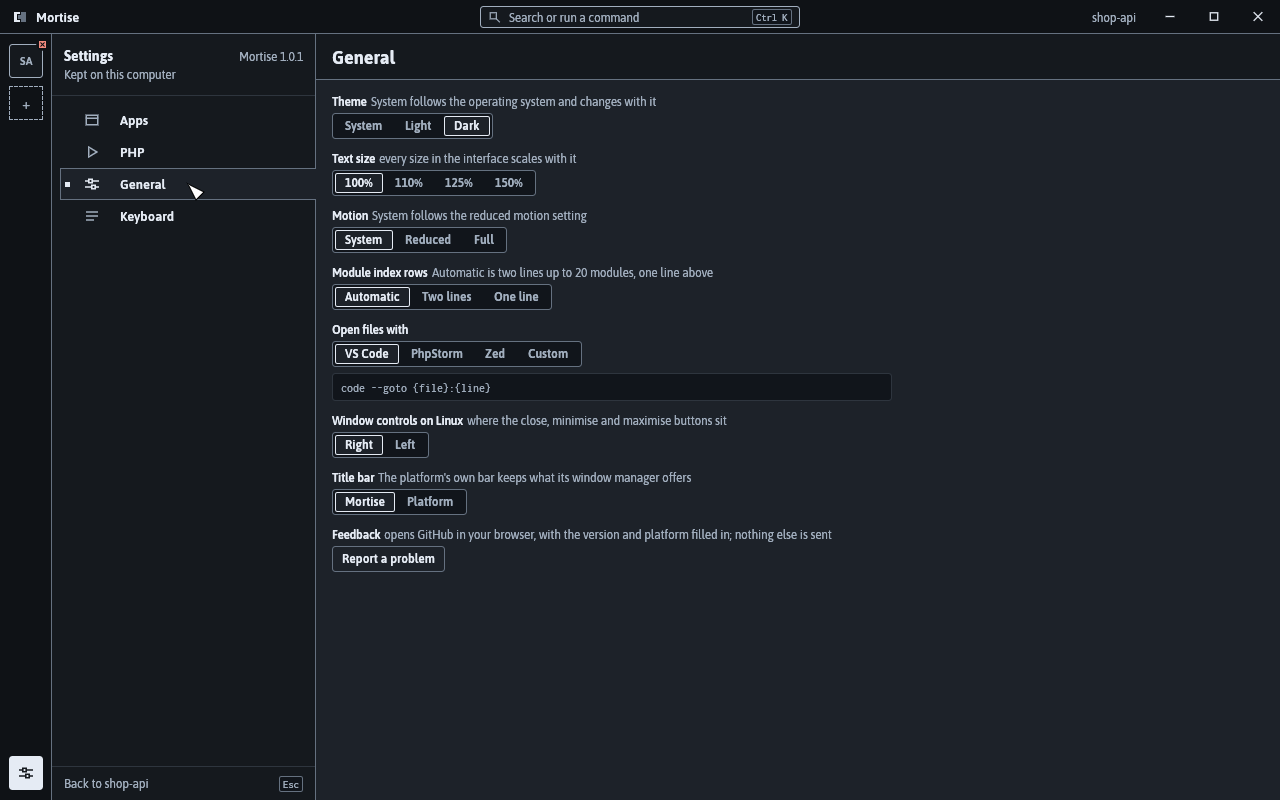 Mortise
Search or run a command
Ctrl K
shop-api
SA
+
Settings
Mortise 1.0.1
Kept on this computer
Apps
PHP
General
Keyboard
Back to shop-api
Esc
General
Theme System follows the operating system and changes with it
System Light Dark
Text size every size in the interface scales with it
100% 110% 125% 150%
Motion System follows the reduced motion setting
System Reduced Full
Module index rows Automatic is two lines up to 20 modules, one line above
Automatic Two lines One line
Open files with
VS Code PhpStorm Zed Custom
code --goto {file}:{line}
Window controls on Linux where the close, minimise and maximise buttons sit
Right Left
Title bar The platform's own bar keeps what its window manager offers
Mortise Platform
Feedback opens GitHub in your browser, with the version and platform filled in; nothing else is sent
Report a problem